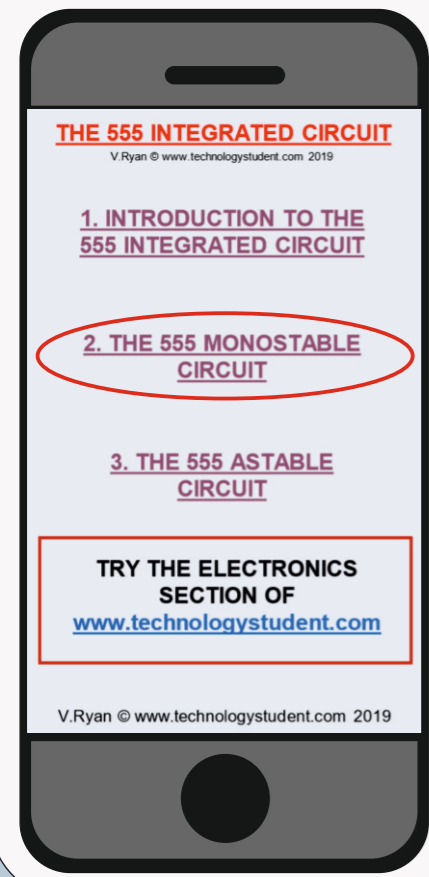 THE 555 INTEGRATED CIRCUIT
V.Ryan © www.technologystudent.com 2019
1. INTRODUCTION TO THE
555 INTEGRATED CIRCUIT
2. THE 555 MONOSTABLE
CIRCUIT
3. THE 555 ASTABLE
CIRCUIT
TRY THE ELECTRONICS
SECTION OF
www.technologystudent.com
V.Ryan © www.technologystudent.com 2019